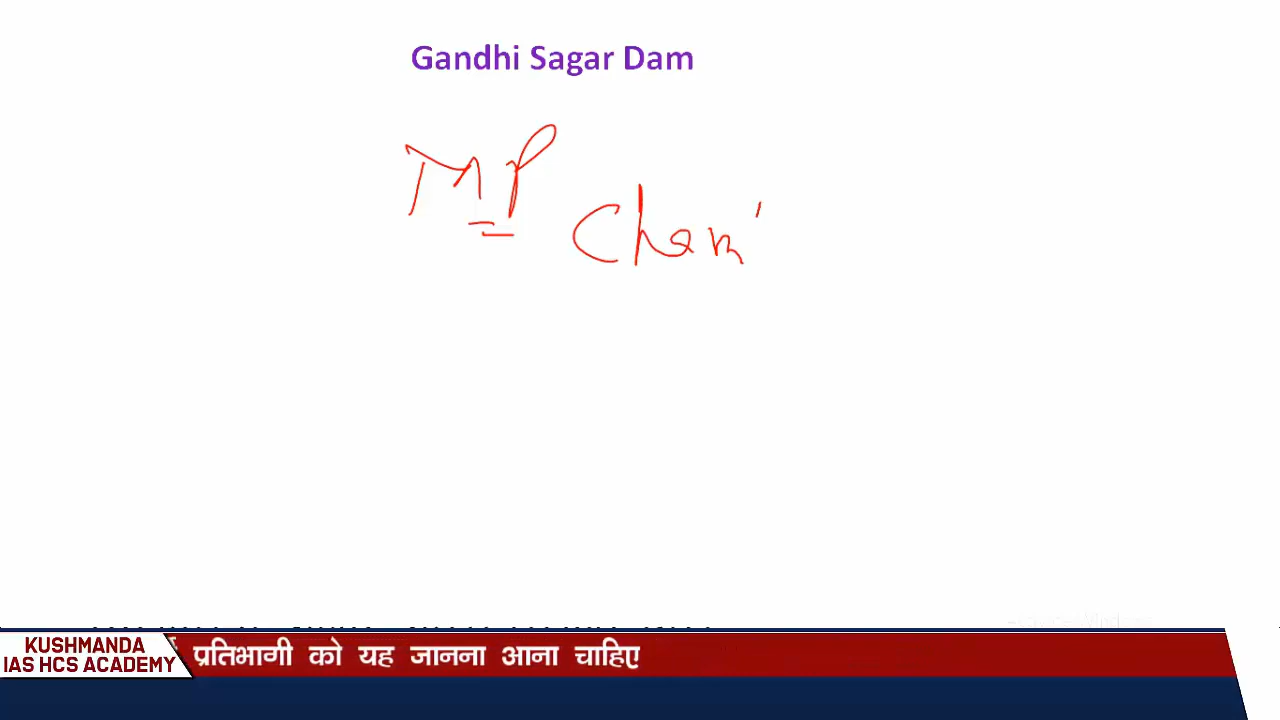 Gandhi Sagar Dam
MP
Cham
KUSHMANDA
IAS HCS ACADEMY
प्रतिभागी को यह जानना आना चाहिए